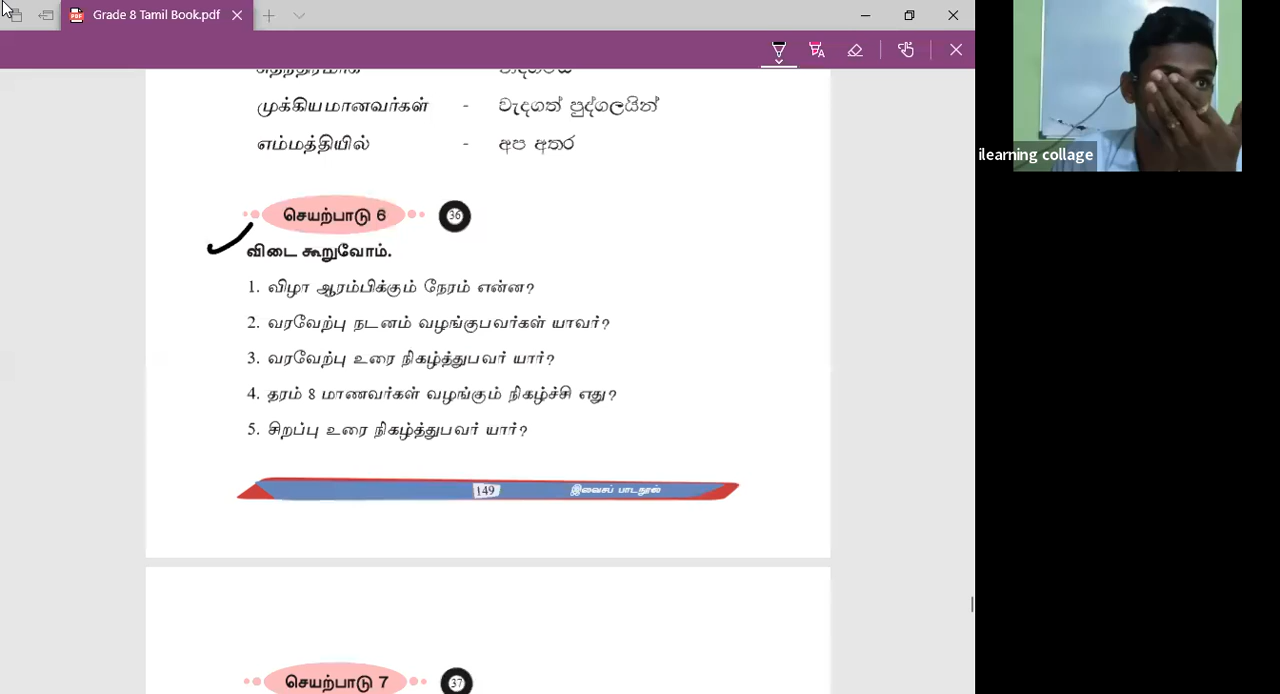 Grade 8 Tamil Book.pdf
முக்கியமானவர்கள் - වැදගත් පුද්ගලයින්
எம்மத்தியில் - අප අතර
செயற்பாடு 6 36
விடை கூறுவோம்.
1. விழா ஆரம்பிக்கும் நேரம் என்ன?
2. வரவேற்பு நடனம் வழங்குபவர்கள் யாவர்?
3. வரவேற்பு உரை நிகழ்த்துபவர் யார்?
4. தரம் 8 மாணவர்கள் வழங்கும் நிகழ்ச்சி எது?
5. சிறப்பு உரை நிகழ்த்துபவர் யார்?
149 இலவசப் பாடநூல்
செயற்பாடு 7 37
ilearning collage